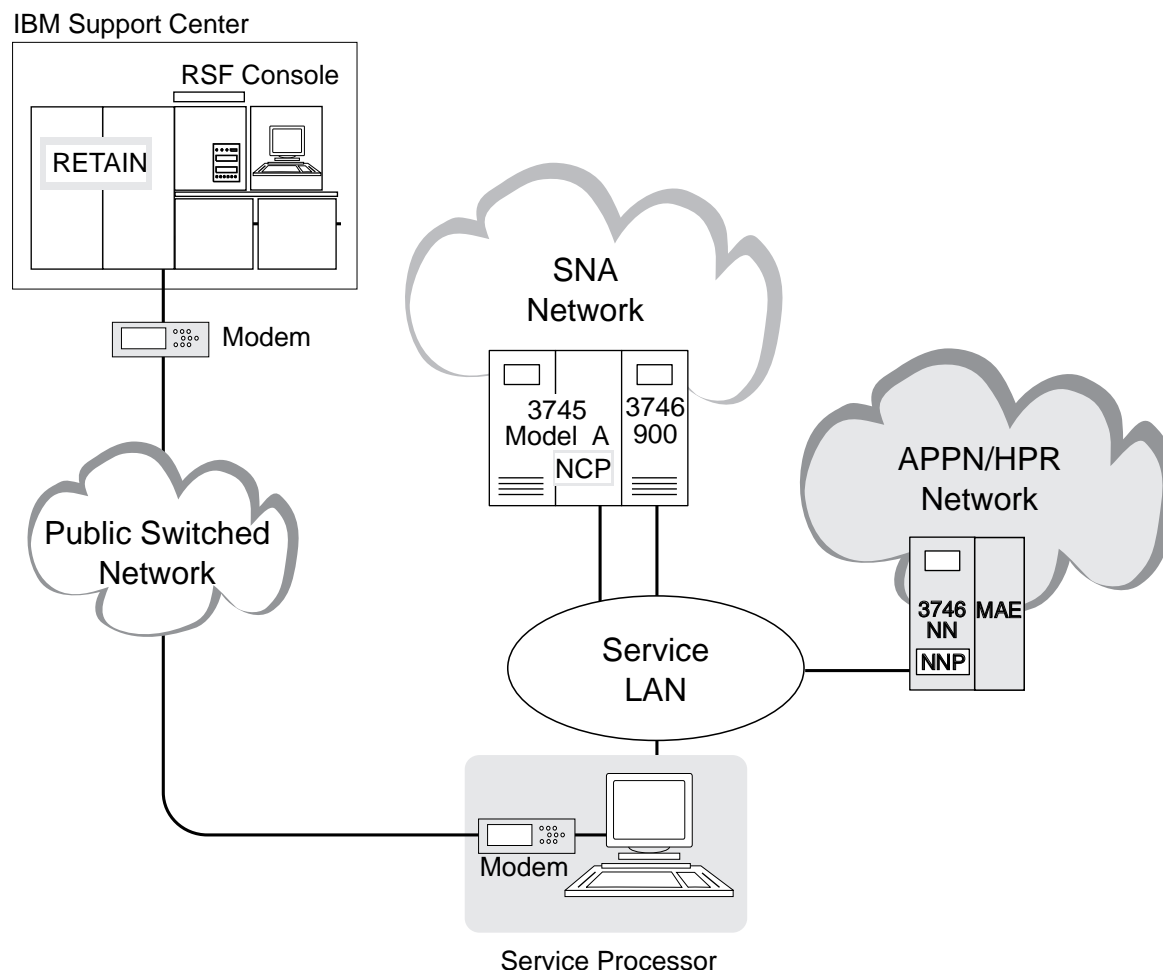 IBM Support Center
RSF Console
RETAIN
Modem
SNA
Network
3745
Model A
NCP
3746
900
APPN/HPR
Network
3746
NN
NNP
MAE
Public Switched
Network
Service
LAN
Modem
Service Processor